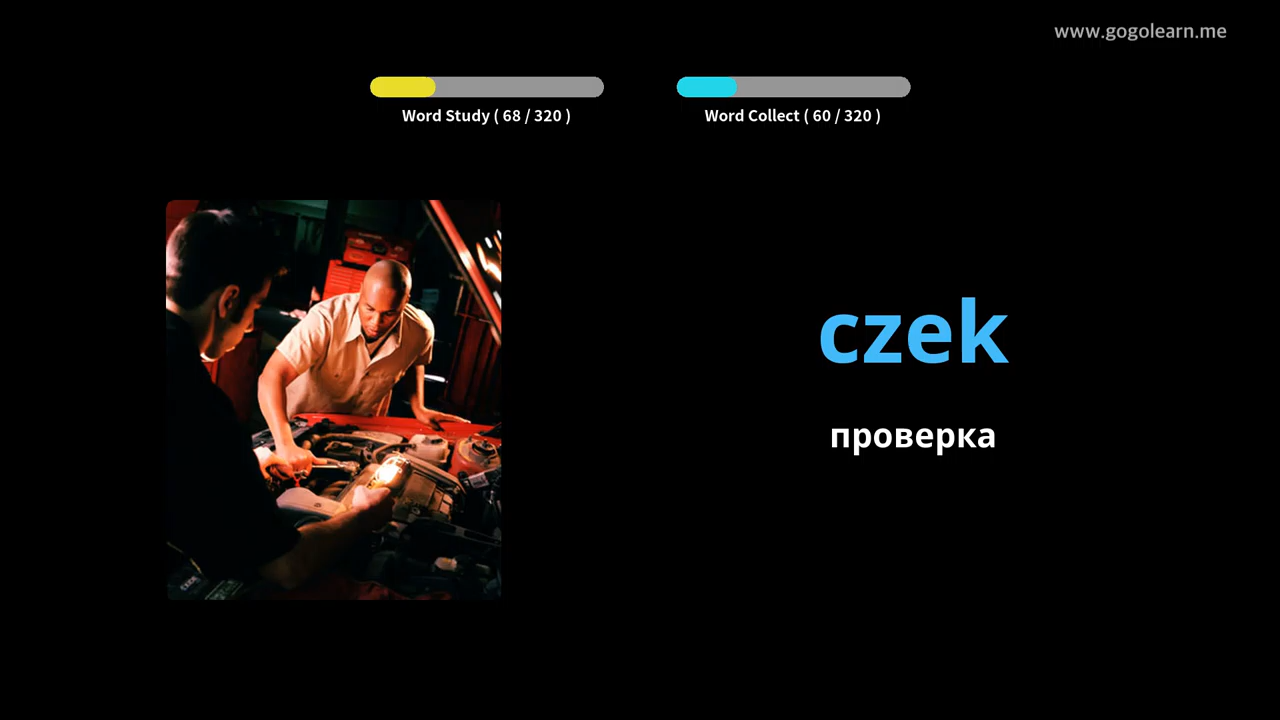 www.gogolearn.me
Word Study ( 68 / 320 )
Word Collect ( 60 / 320 )
czek
проверка